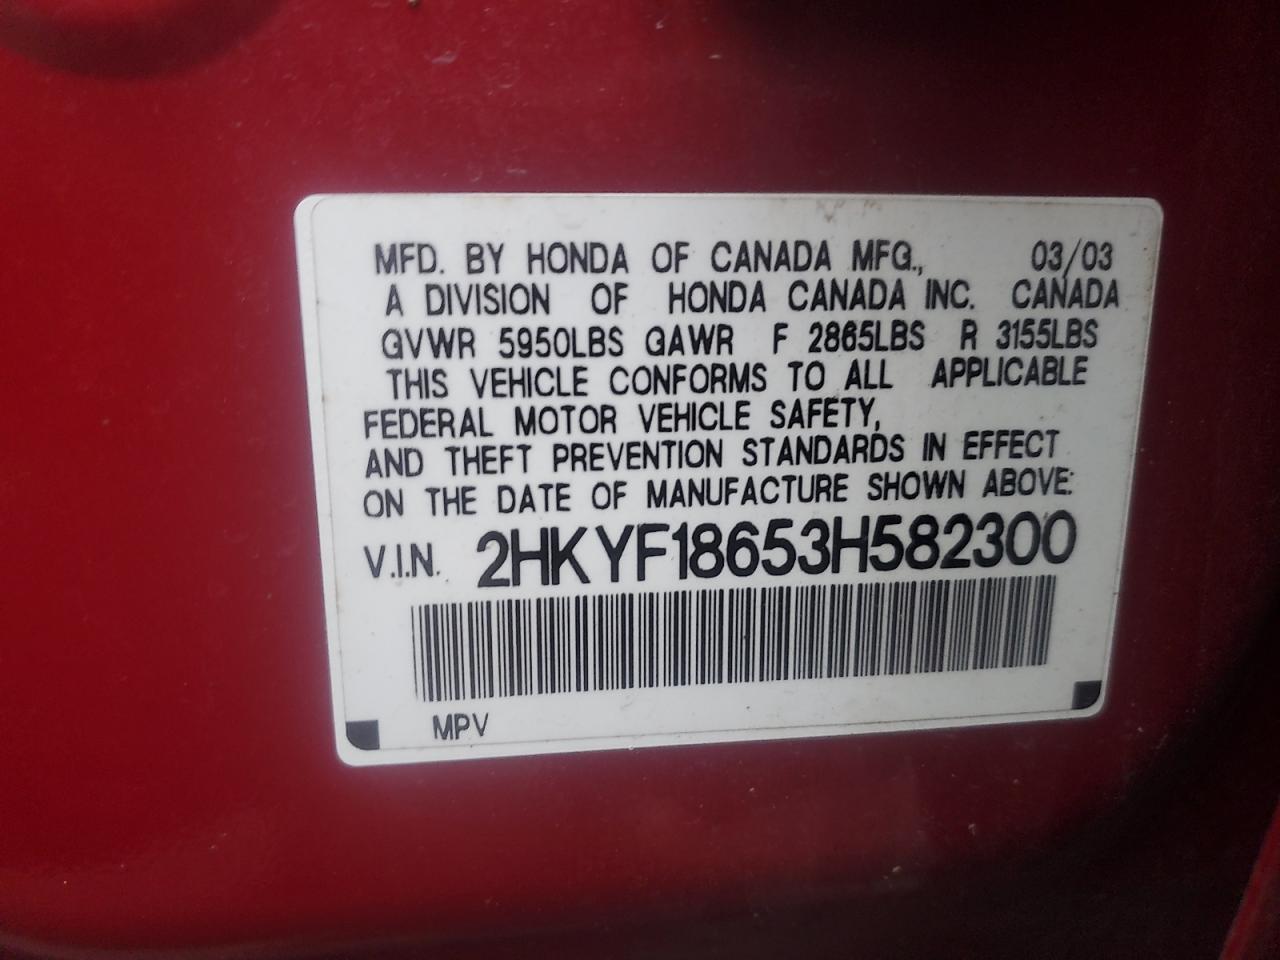 MFD. BY HONDA OF CANADA MFG., 03/03
A DIVISION OF HONDA CANADA INC. CANADA
GVWR 5950LBS GAWR F 2865LBS R 3155LBS
THIS VEHICLE CONFORMS TO ALL APPLICABLE
FEDERAL MOTOR VEHICLE SAFETY,
AND THEFT PREVENTION STANDARDS IN EFFECT
ON THE DATE OF MANUFACTURE SHOWN ABOVE:
V.I.N. 2HKYF18653H582300
MPV